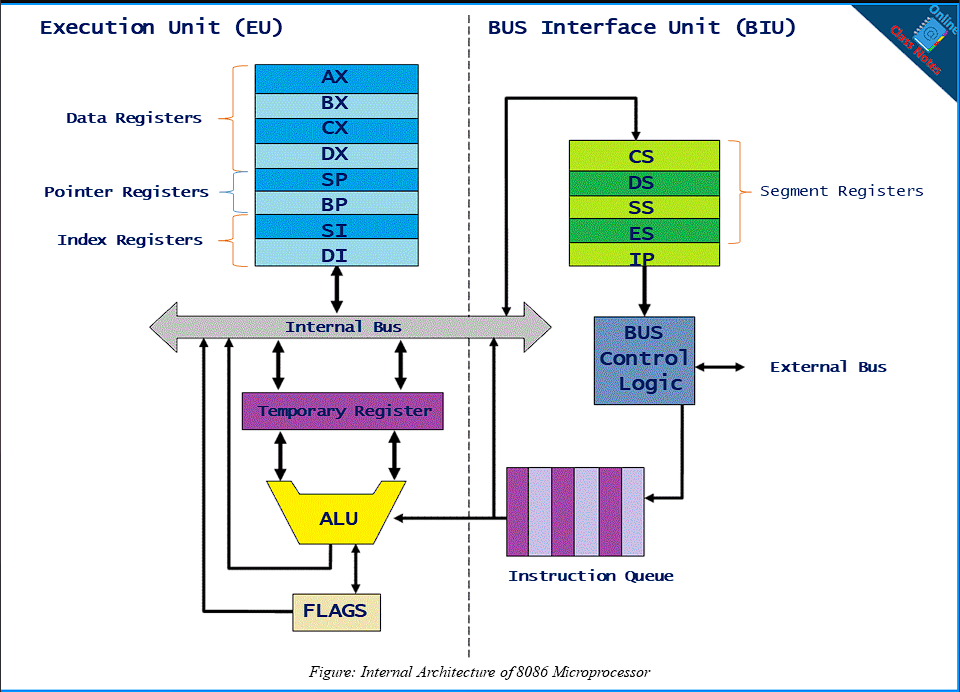 Execution Unit (EU)
BUS Interface Unit (BIU)
Online
Class Notes
AX
BX
CX
DX
SP
BP
SI
DI
Data Registers
Pointer Registers
Index Registers
CS
DS
SS
ES
IP
Segment Registers
Internal Bus
BUS
Control
Logic
External Bus
Temporary Register
ALU
Instruction Queue
FLAGS
Figure: Internal Architecture of 8086 Microprocessor